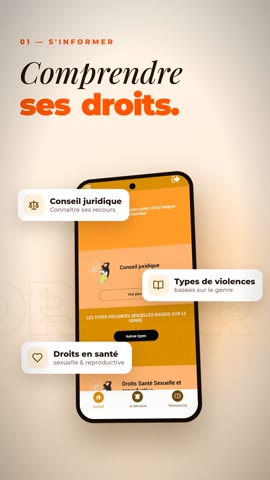 01 — S'INFORMER
Comprendre
ses droits.
Conseil juridique
Connaître ses recours
Conseil juridique
Types de violences
basées sur le genre
LES TYPES VIOLENCES SEXUELLES BASÉES SUR LE
GENRE
Autres types
Droits en santé
sexuelle & reproductive
Droits Santé Sexuelle et